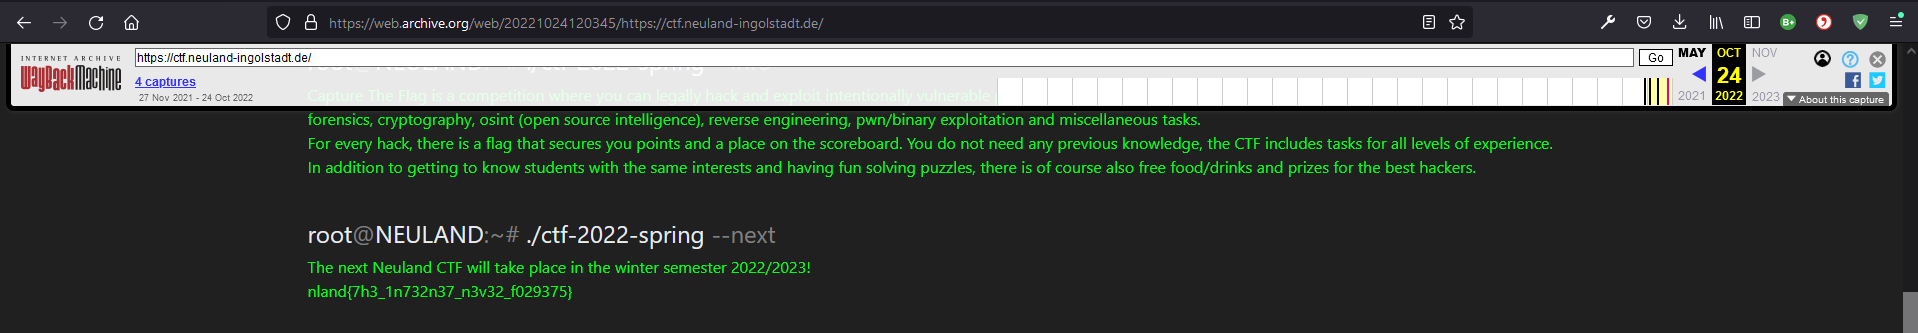 https://web.archive.org/web/20221024120345/https://ctf.neuland-ingolstadt.de/
INTERNET ARCHIVE
WayBackMachine
https://ctf.neuland-ingolstadt.de/
Go
MAY OCT NOV
4 captures
24
27 Nov 2021 - 24 Oct 2022
2021 2022 2023
About this capture
root@NEULAND:~# ./ctf-2022-spring
Capture The Flag is a competition where you can legally hack and exploit intentionally vulnerable
forensics, cryptography, osint (open source intelligence), reverse engineering, pwn/binary exploitation and miscellaneous tasks.
For every hack, there is a flag that secures you points and a place on the scoreboard. You do not need any previous knowledge, the CTF includes tasks for all levels of experience.
In addition to getting to know students with the same interests and having fun solving puzzles, there is of course also free food/drinks and prizes for the best hackers.
root@NEULAND:~# ./ctf-2022-spring --next
The next Neuland CTF will take place in the winter semester 2022/2023!
nland{7h3_1n732n37_n3v32_f029375}